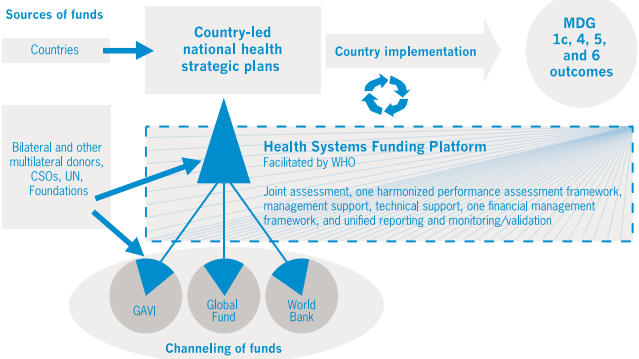 Sources of funds
Countries
Country-led
national health
strategic plans
Country implementation
MDG
1c, 4, 5,
and 6
outcomes
Bilateral and other
multilateral donors,
CSOs, UN,
Foundations
Health Systems Funding Platform
Facilitated by WHO
Joint assessment, one harmonized performance assessment framework,
management support, technical support, one financial management
framework, and unified reporting and monitoring/validation
GAVI
Global
Fund
World
Bank
Channeling of funds